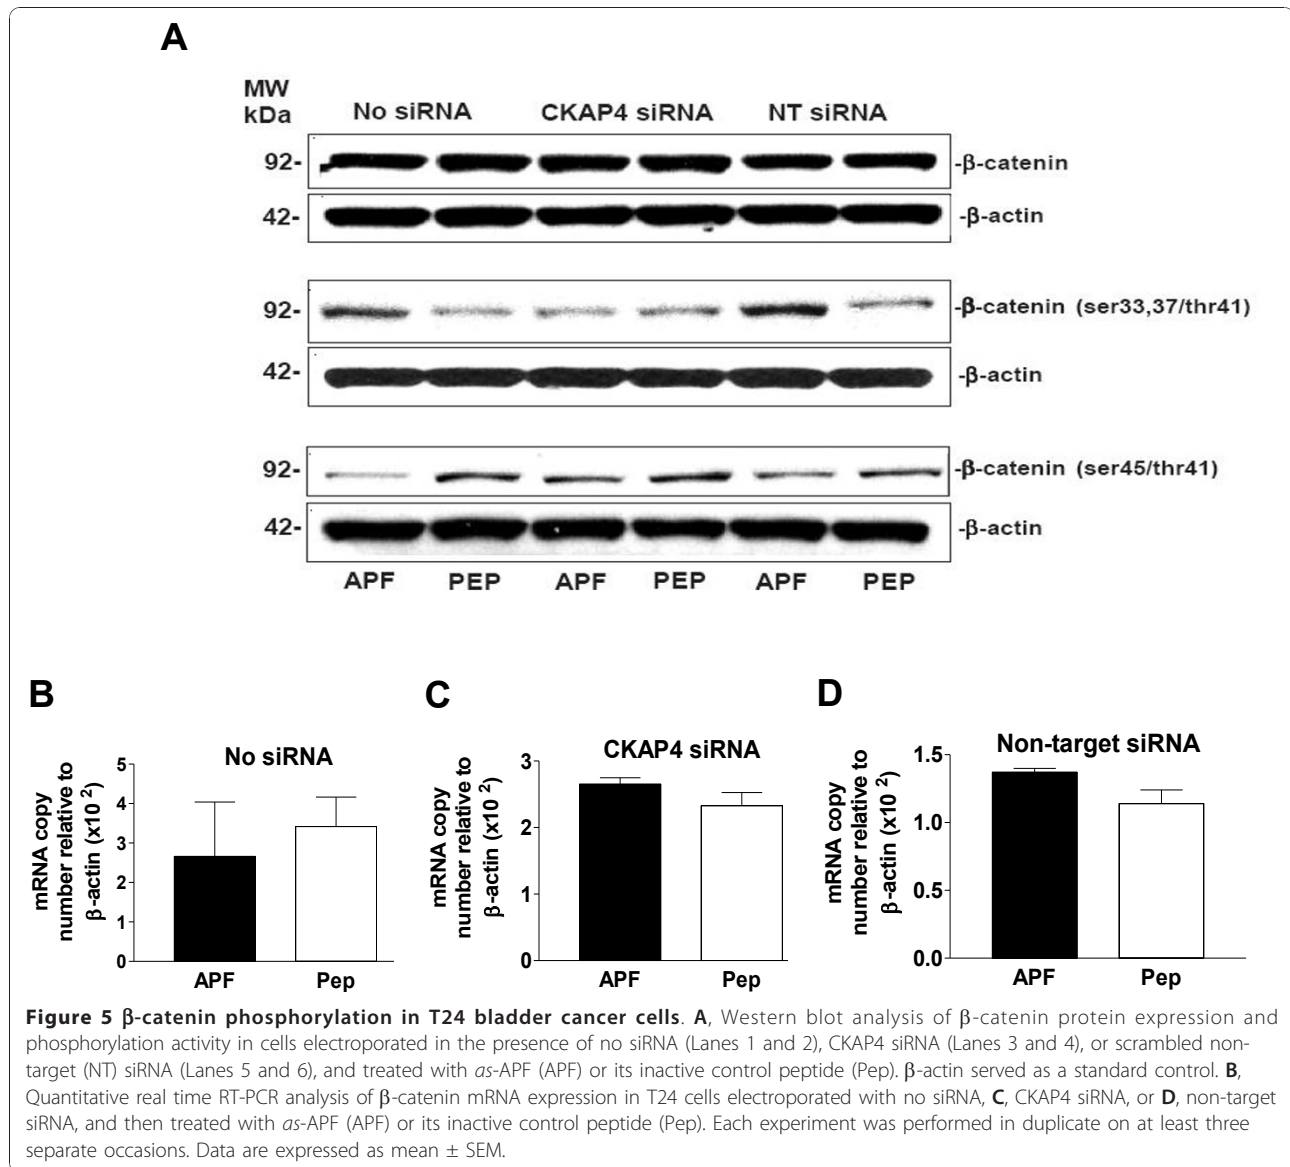 A
MW
kDa
No siRNA CKAP4 siRNA NT siRNA
92- -β-catenin
42- -β-actin
92- -β-catenin (ser33,37/thr41)
42- -β-actin
92- -β-catenin (ser45/thr41)
42- -β-actin
APF PEP APF PEP APF PEP
B
No siRNA
mRNA copy
number relative to
β-actin (x10 2)
5
4
3
2
1
0
APF Pep
C
CKAP4 siRNA
mRNA copy
number relative to
β-actin (x10 2)
3
2
1
0
APF Pep
D
Non-target siRNA
mRNA copy
number relative to
β-actin (x10 2)
1.5
1.0
0.5
0.0
APF Pep
Figure 5 β-catenin phosphorylation in T24 bladder cancer cells. A, Western blot analysis of β-catenin protein expression and
phosphorylation activity in cells electroporated in the presence of no siRNA (Lanes 1 and 2), CKAP4 siRNA (Lanes 3 and 4), or scrambled non-
target (NT) siRNA (Lanes 5 and 6), and treated with as-APF (APF) or its inactive control peptide (Pep). β-actin served as a standard control. B,
Quantitative real time RT-PCR analysis of β-catenin mRNA expression in T24 cells electroporated with no siRNA, C, CKAP4 siRNA, or D, non-target
siRNA, and then treated with as-APF (APF) or its inactive control peptide (Pep). Each experiment was performed in duplicate on at least three
separate occasions. Data are expressed as mean ± SEM.